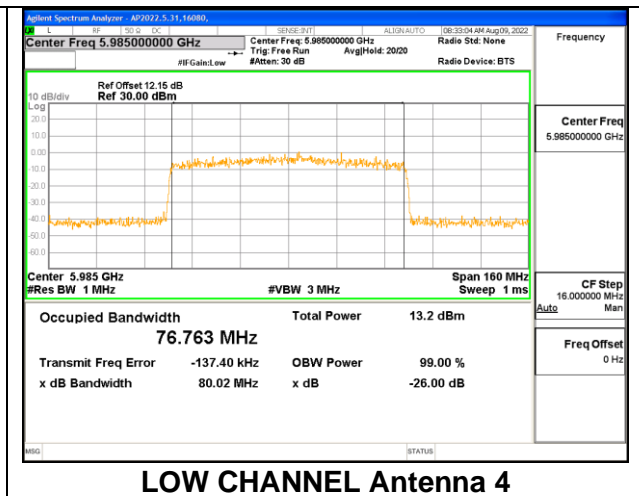 Agilent Spectrum Analyzer - AP2022.5.31,16080,
L RF 50 Ω DC SENSE:INT ALIGN AUTO 08:33:04 AM Aug 09, 2022
Center Freq 5.985000000 GHz Center Freq: 5.985000000 GHz Radio Std: None
Trig: Free Run Avg|Hold: 20/20
#IFGain:Low #Atten: 30 dB Radio Device: BTS
Frequency
Ref Offset 12.15 dB
10 dB/div Ref 30.00 dBm
Log
20.0
10.0
0.00
-10.0
-20.0
-30.0
-40.0
-50.0
-60.0
Center Freq
5.985000000 GHz
Center 5.985 GHz Span 160 MHz
#Res BW 1 MHz #VBW 3 MHz Sweep 1 ms
CF Step
16.000000 MHz
Auto Man
Occupied Bandwidth Total Power 13.2 dBm
76.763 MHz
Transmit Freq Error -137.40 kHz OBW Power 99.00 %
x dB Bandwidth 80.02 MHz x dB -26.00 dB
Freq Offset
0 Hz
MSG STATUS
LOW CHANNEL Antenna 4